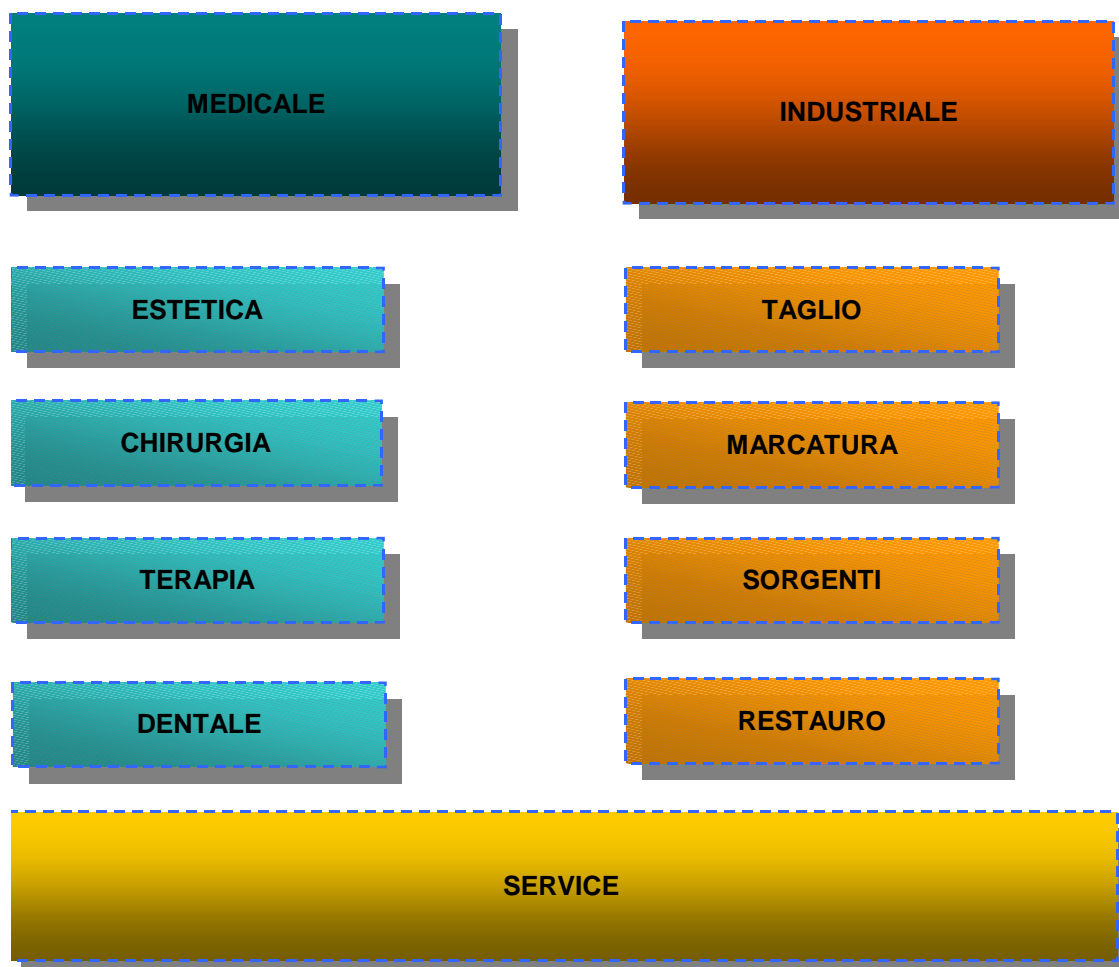 MEDICALE
INDUSTRIALE
ESTETICA
TAGLIO
CHIRURGIA
MARCATURA
TERAPIA
SORGENTI
DENTALE
RESTAURO
SERVICE